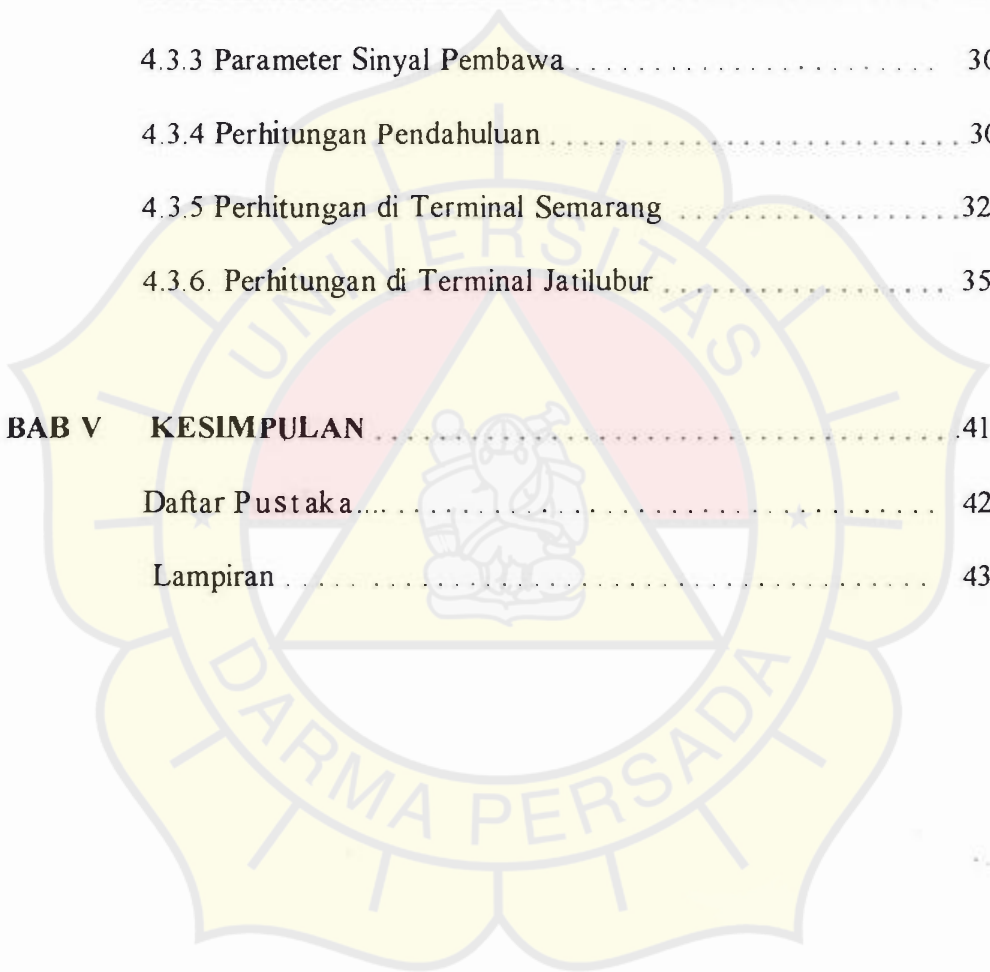 4.3.3 Parameter Sinyal Pembawa . . . . . . . . . . . . . . . . . . . . . . 30
4.3.4 Perhitungan Pendahuluan . . . . . . . . . . . . . . . . . . . . . . . . . 30
4.3.5 Perhitungan di Terminal Semarang . . . . . . . . . . . . . . . . . 32
4.3.6. Perhitungan di Terminal Jatilubur . . . . . . . . . . . . . . . . . 35
BAB V KESIMPULAN . . . . . . . . . . . . . . . . . . . . . . . . . . . . . . . . . . . 41
Daftar Pustaka.... . . . . . . . . . . . . . . . . . . . . . . . . . . . . . . . . . 42
Lampiran . . . . . . . . . . . . . . . . . . . . . . . . . . . . . . . . . . . . . . . 43
UNIVERSITAS
DARMA PERSADA